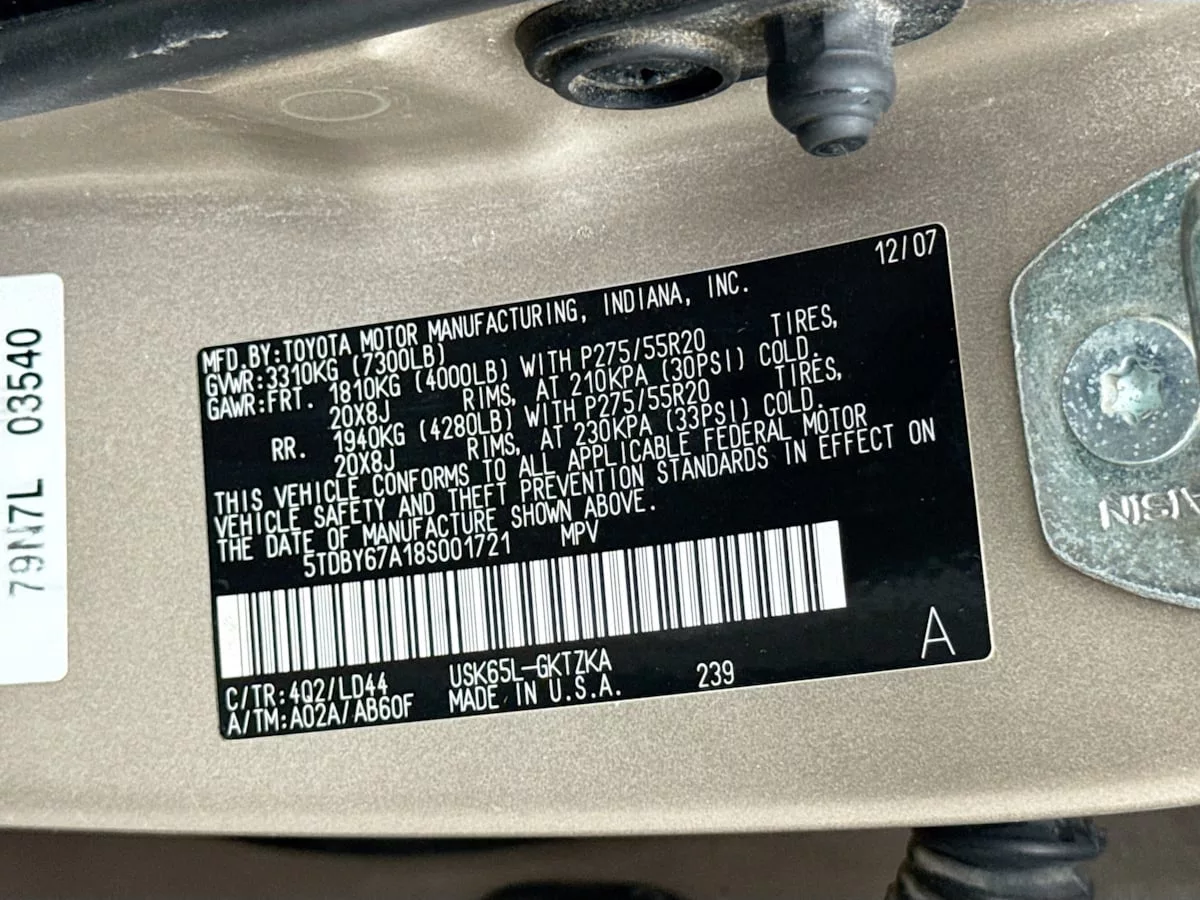 12/07
MFD.BY:TOYOTA MOTOR MANUFACTURING, INDIANA, INC.
GVWR:3310KG (7300LB)
GAWR:FRT. 1810KG (4000LB) WITH P275/55R20 TIRES,
20X8J RIMS, AT 210KPA (30PSI) COLD.
RR. 1940KG (4280LB) WITH P275/55R20 TIRES,
20X8J RIMS, AT 230KPA (33PSI) COLD.
THIS VEHICLE CONFORMS TO ALL APPLICABLE FEDERAL MOTOR
VEHICLE SAFETY AND THEFT PREVENTION STANDARDS IN EFFECT ON
THE DATE OF MANUFACTURE SHOWN ABOVE.
5TDBY67A18S001721 MPV
C/TR:4Q2/LD44 USK65L-GKTZKA 239
A/TM:A02A/AB60F MADE IN U.S.A.
A
79N7L 03540
AISIN